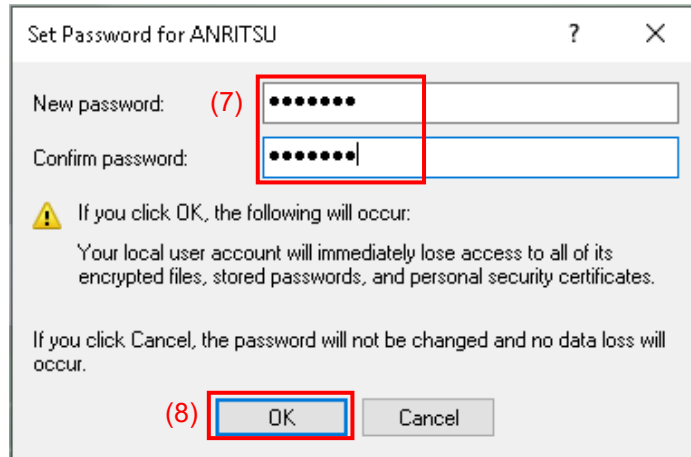 Set Password for ANRITSU ?
New password: (7) •••••••
Confirm password: •••••••
If you click OK, the following will occur:
Your local user account will immediately lose access to all of its
encrypted files, stored passwords, and personal security certificates.
If you click Cancel, the password will not be changed and no data loss will
occur.
(8) OK Cancel